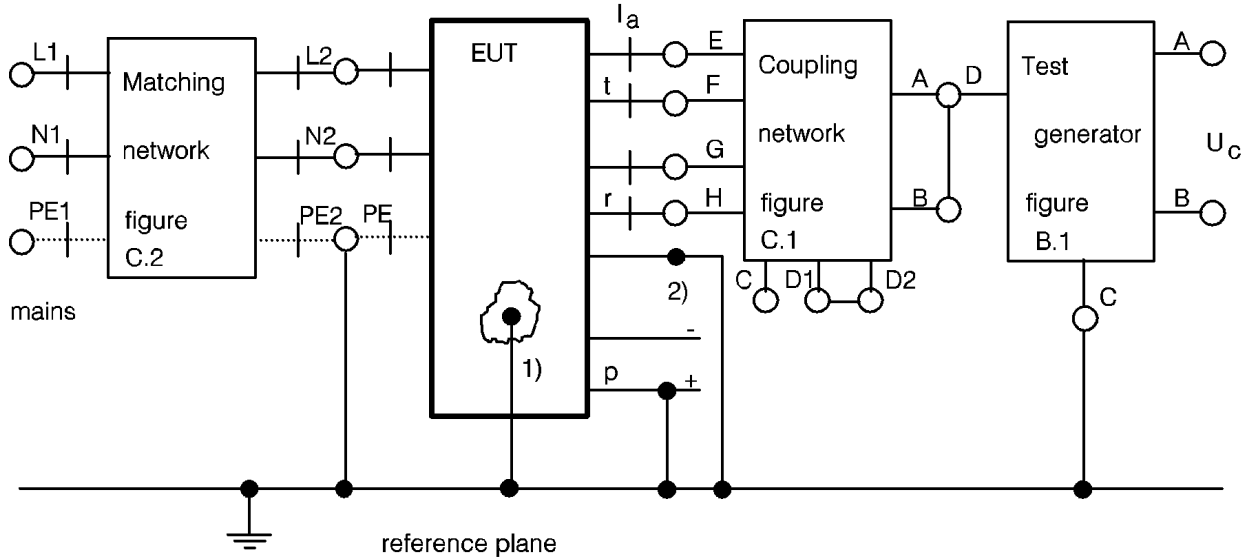 I a
L1
L2
EUT
E
A
Matching
Coupling
A
D
Test
t
F
N1
N2
network
network
generator
U c
G
PE1
PE2
PE
figure
r
H
figure
B
figure
B
C.2
C.1
B.1
mains
2)
C
D1
D2
C
-
1)
p
+
reference plane